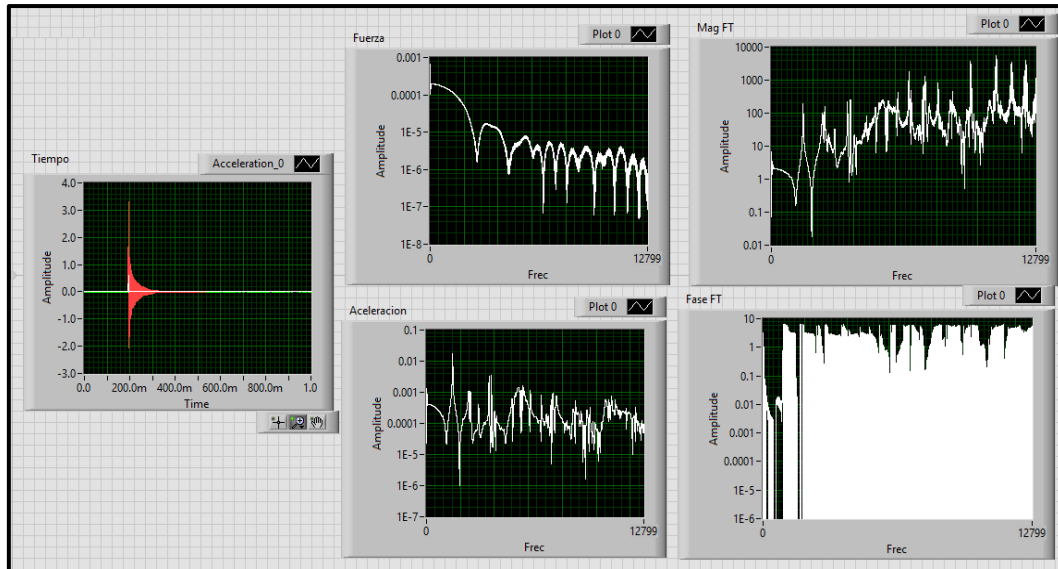 Tiempo
Acceleration_0
Amplitude
4.0
3.0
2.0
1.0
0.0
-1.0
-2.0
-3.0
0.0 200.0m 400.0m 600.0m 800.0m 1.0
Time
Fuerza
Plot 0
Amplitude
0.001
0.0001
1E-5
1E-6
1E-7
1E-8
0 12799
Frec
Mag FT
Plot 0
Amplitude
10000
1000
100
10
1
0.1
0.01
0 12799
Frec
Aceleracion
Plot 0
Amplitude
0.1
0.01
0.001
0.0001
1E-5
1E-6
1E-7
0 12799
Frec
Fase FT
Plot 0
Amplitude
10
1
0.1
0.01
0.001
0.0001
1E-5
1E-6
0 12799
Frec